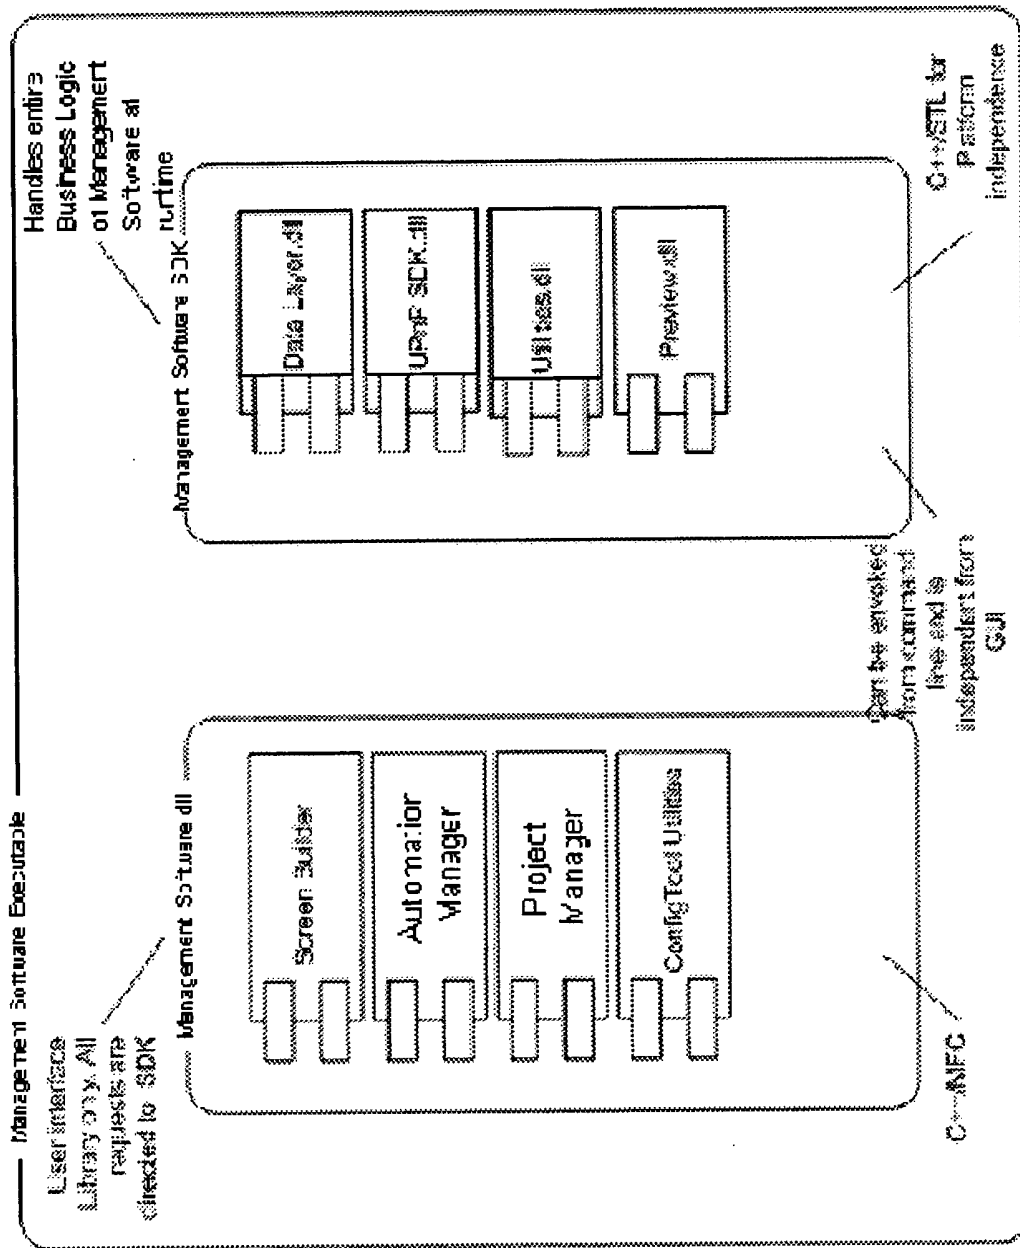 Management Software Executable
User interface
Library only. All
requests are
directed to SDK
Management Software dll
Screen Builder
Automation
Manager
Project
Manager
ConfigTool Utilities
C++/MFC
Handles entire
Business Logic
of Management
Software at
runtime
Management Software SDK
Data Layer.dll
UPnP SDK.dll
Utilities.dll
Preview.dll
Can be envoked
from command
line and is
independent from
GUI
C++/STL for
Platform
independence